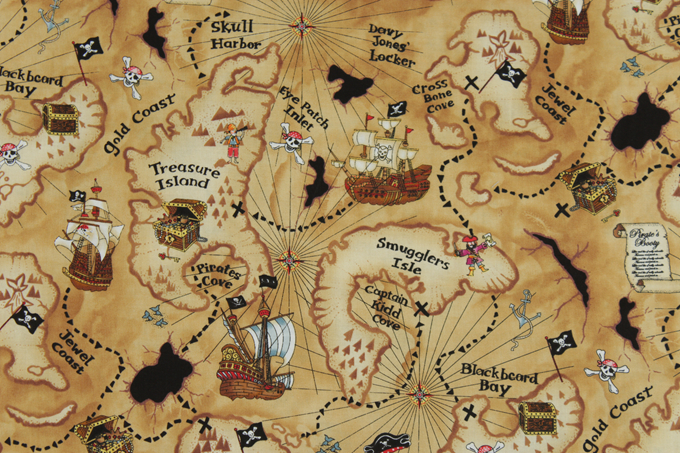 Skull
Harbor
Davy
Jones'
Locker
Blackbeard
Bay
Gold Coast
Eye Patch
Inlet
Cross
Bone
Cove
Jewel
Coast
Treasure
Island
Pirate's
Booty
Smugglers
Isle
Pirates
Cove
Captain
Kidd
Cove
Jewel
Coast
Blackbeard
Bay
Gold Coast